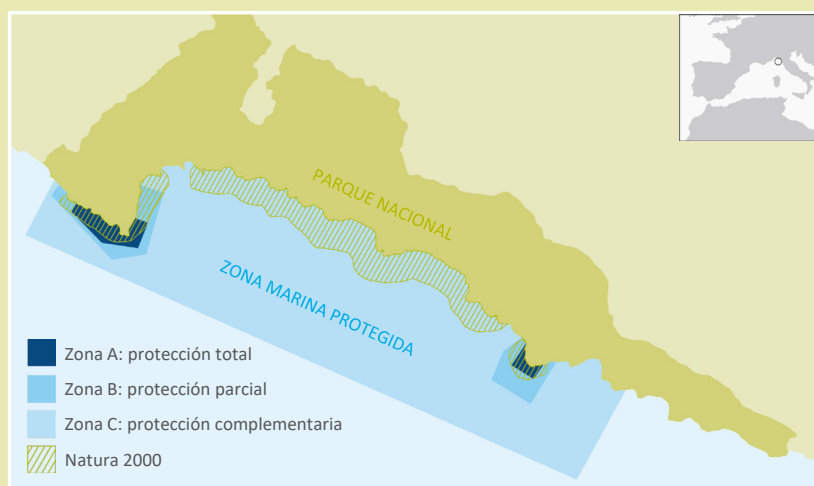 PARQUE NACIONAL
ZONA MARINA PROTEGIDA
Zona A: protección total
Zona B: protección parcial
Zona C: protección complementaria
Natura 2000